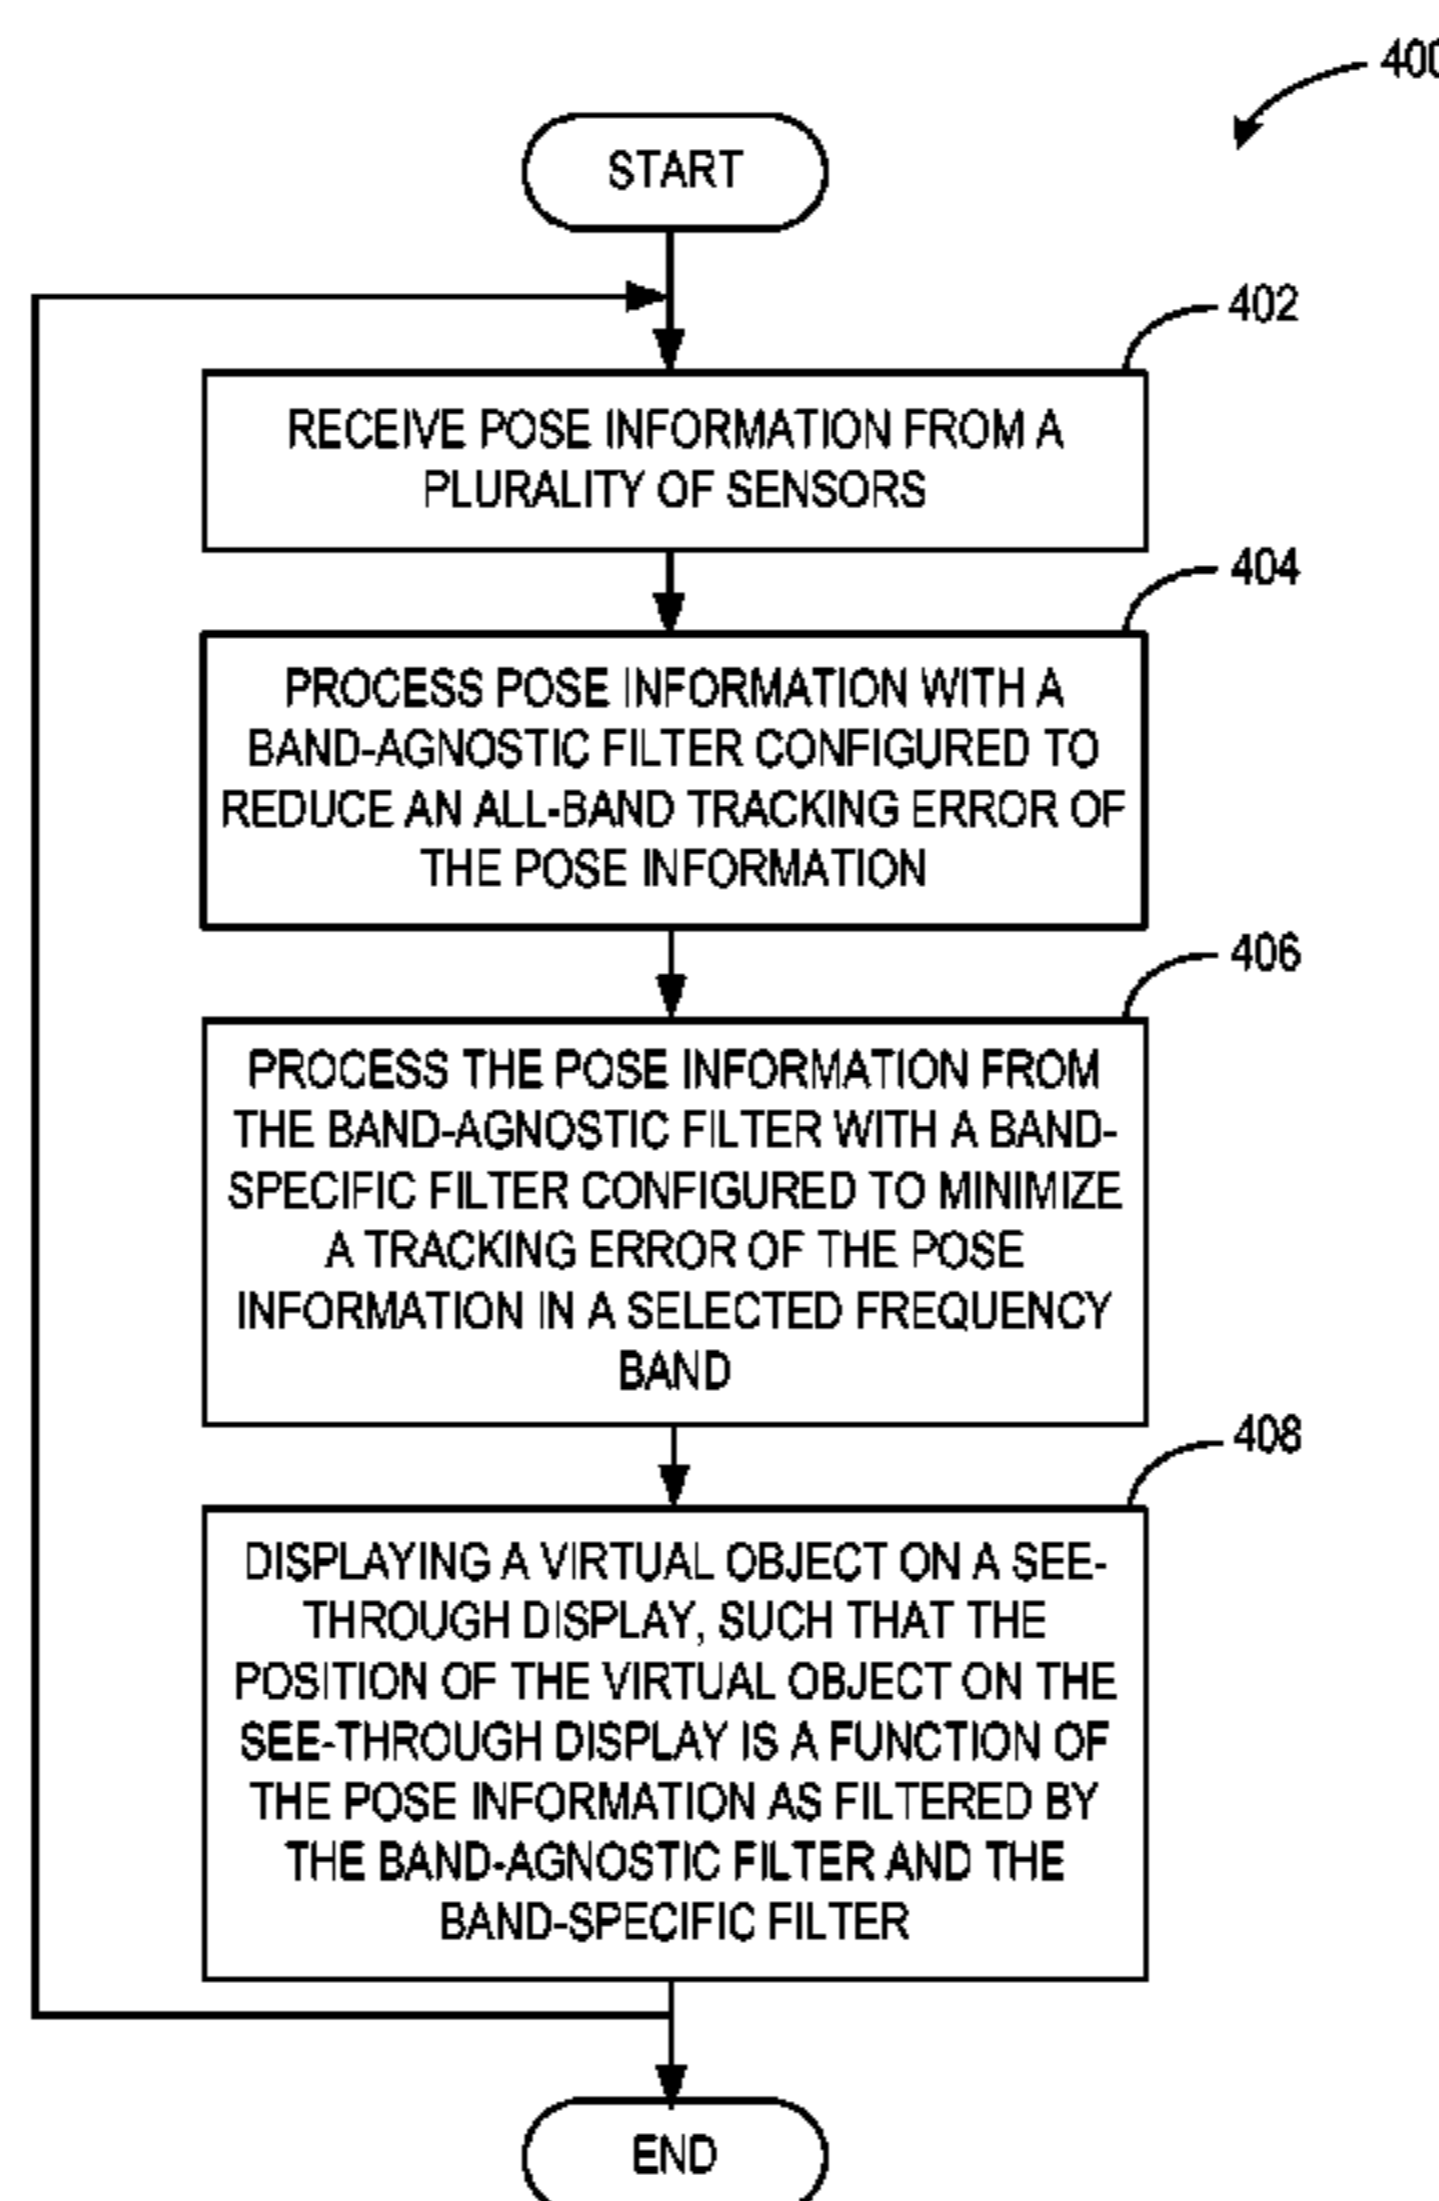 400
START
402
RECEIVE POSE INFORMATION FROM A
PLURALITY OF SENSORS
404
PROCESS POSE INFORMATION WITH A
BAND-AGNOSTIC FILTER CONFIGURED TO
REDUCE AN ALL-BAND TRACKING ERROR OF
THE POSE INFORMATION
406
PROCESS THE POSE INFORMATION FROM
THE BAND-AGNOSTIC FILTER WITH A BAND-
SPECIFIC FILTER CONFIGURED TO MINIMIZE
A TRACKING ERROR OF THE POSE
INFORMATION IN A SELECTED FREQUENCY
BAND
408
DISPLAYING A VIRTUAL OBJECT ON A SEE-
THROUGH DISPLAY, SUCH THAT THE
POSITION OF THE VIRTUAL OBJECT ON THE
SEE-THROUGH DISPLAY IS A FUNCTION OF
THE POSE INFORMATION AS FILTERED BY
THE BAND-AGNOSTIC FILTER AND THE
BAND-SPECIFIC FILTER
END